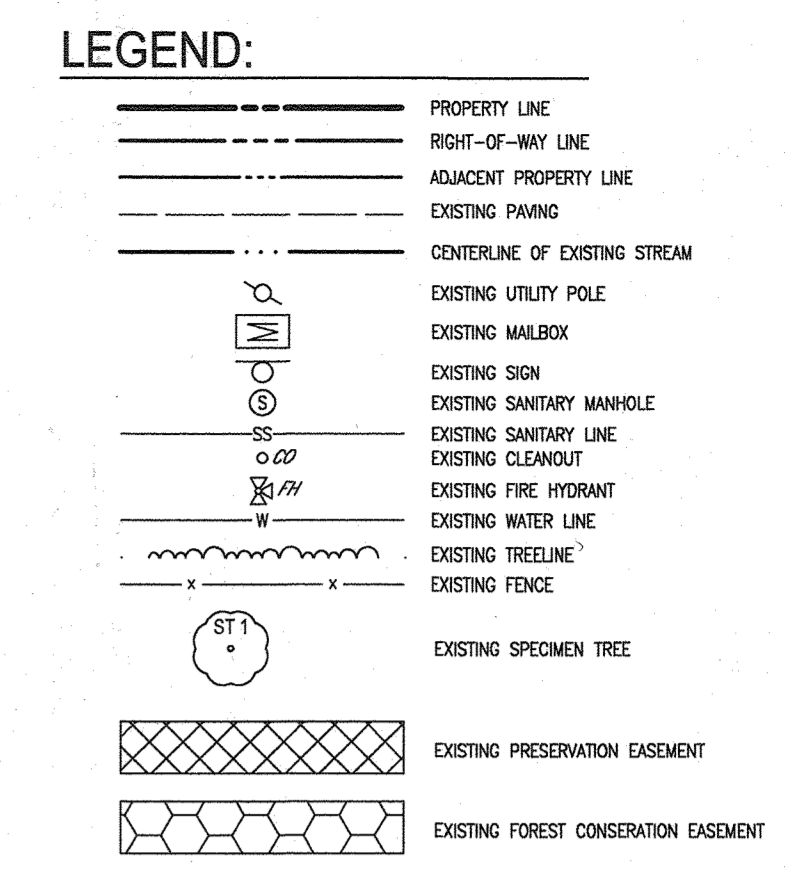 LEGEND:
PROPERTY LINE
RIGHT-OF-WAY LINE
ADJACENT PROPERTY LINE
EXISTING PAVING
CENTERLINE OF EXISTING STREAM
EXISTING UTILITY POLE
EXISTING MAILBOX
EXISTING SIGN
S EXISTING SANITARY MANHOLE
SS EXISTING SANITARY LINE
CO EXISTING CLEANOUT
FH EXISTING FIRE HYDRANT
W EXISTING WATER LINE
EXISTING TREELINE
x x EXISTING FENCE
ST 1 EXISTING SPECIMEN TREE
EXISTING PRESERVATION EASEMENT
EXISTING FOREST CONSERATION EASEMENT